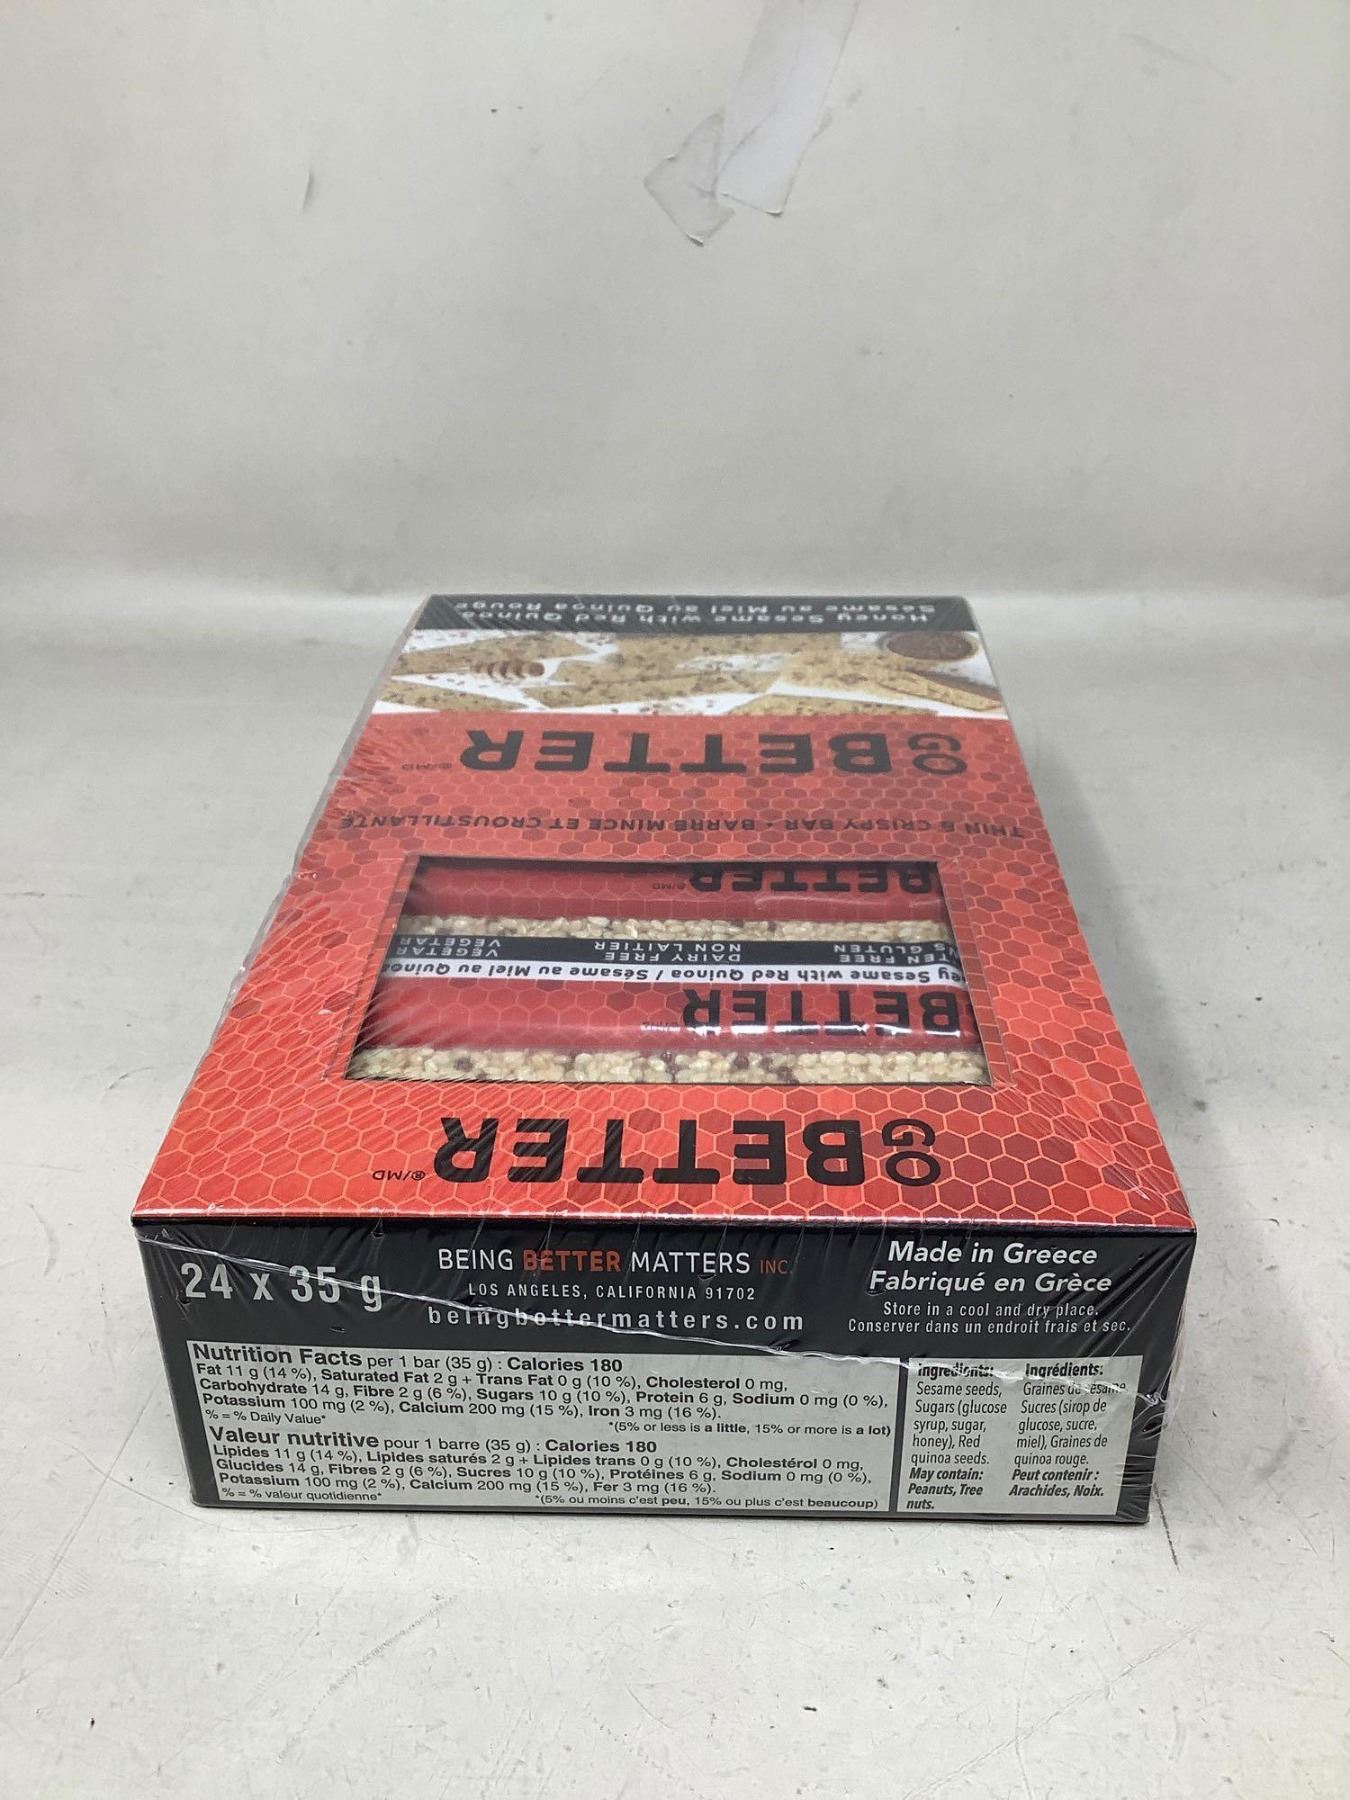 Honey Sesame with Red Quinoa
Sésame au Miel au Quinoa Rouge
GO BETTER ®/MD
THIN & CRISPY BAR • BARRE MINCE ET CROUSTILLANTE
BETTER ®/MD
GLUTEN
DAIRY FREE
NON LAITIER
FREE
Sesame with Red Quinoa / Sésame au Miel au Quinoa
BETTER
GO BETTER ®/MD
24 x 35 g
BEING BETTER MATTERS INC.
LOS ANGELES, CALIFORNIA 91702
beingbettermatters.com
Made in Greece
Fabriqué en Grèce
Store in a cool and dry place.
Conserver dans un endroit frais et sec.
Nutrition Facts per 1 bar (35 g) : Calories 180
Fat 11 g (14 %), Saturated Fat 2 g + Trans Fat 0 g (10 %), Cholesterol 0 mg,
Carbohydrate 14 g, Fibre 2 g (6 %), Sugars 10 g (10 %), Protein 6 g, Sodium 0 mg (0 %),
Potassium 100 mg (2 %), Calcium 200 mg (15 %), Iron 3 mg (16 %).
% = % Daily Value*
*(5% or less is a little, 15% or more is a lot)
Valeur nutritive pour 1 barre (35 g) : Calories 180
Lipides 11 g (14 %), Lipides saturés 2 g + Lipides trans 0 g (10 %), Cholestérol 0 mg,
Glucides 14 g, Fibres 2 g (6 %), Sucres 10 g (10 %), Protéines 6 g, Sodium 0 mg (0 %),
Potassium 100 mg (2 %), Calcium 200 mg (15 %), Fer 3 mg (16 %).
% = % valeur quotidienne*
*(5% ou moins c'est peu, 15% ou plus c'est beaucoup)
Ingredients:
Sesame seeds,
Sugars (glucose
syrup, sugar,
honey), Red
quinoa seeds.
May contain:
Peanuts, Tree
nuts.
Ingrédients:
Graines de sésame
Sucres (sirop de
glucose, sucre,
miel), Graines de
quinoa rouge.
Peut contenir :
Arachides, Noix.